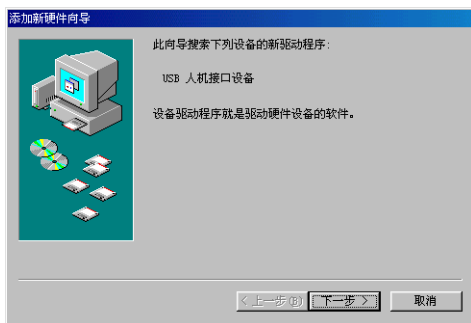 添加新硬件向导
此向导搜索下列设备的新驱动程序:
USB 人机接口设备
设备驱动程序就是驱动硬件设备的软件。
< 上一步(B)
下一步 >
取消